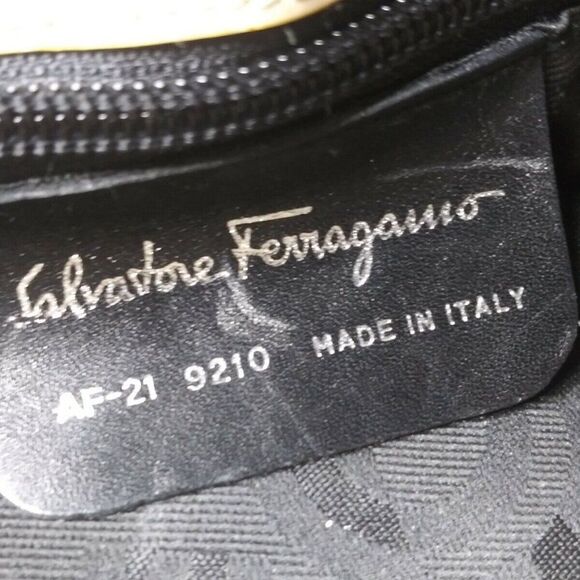 Salvatore Ferragamo
AF-21 9210 MADE IN ITALY